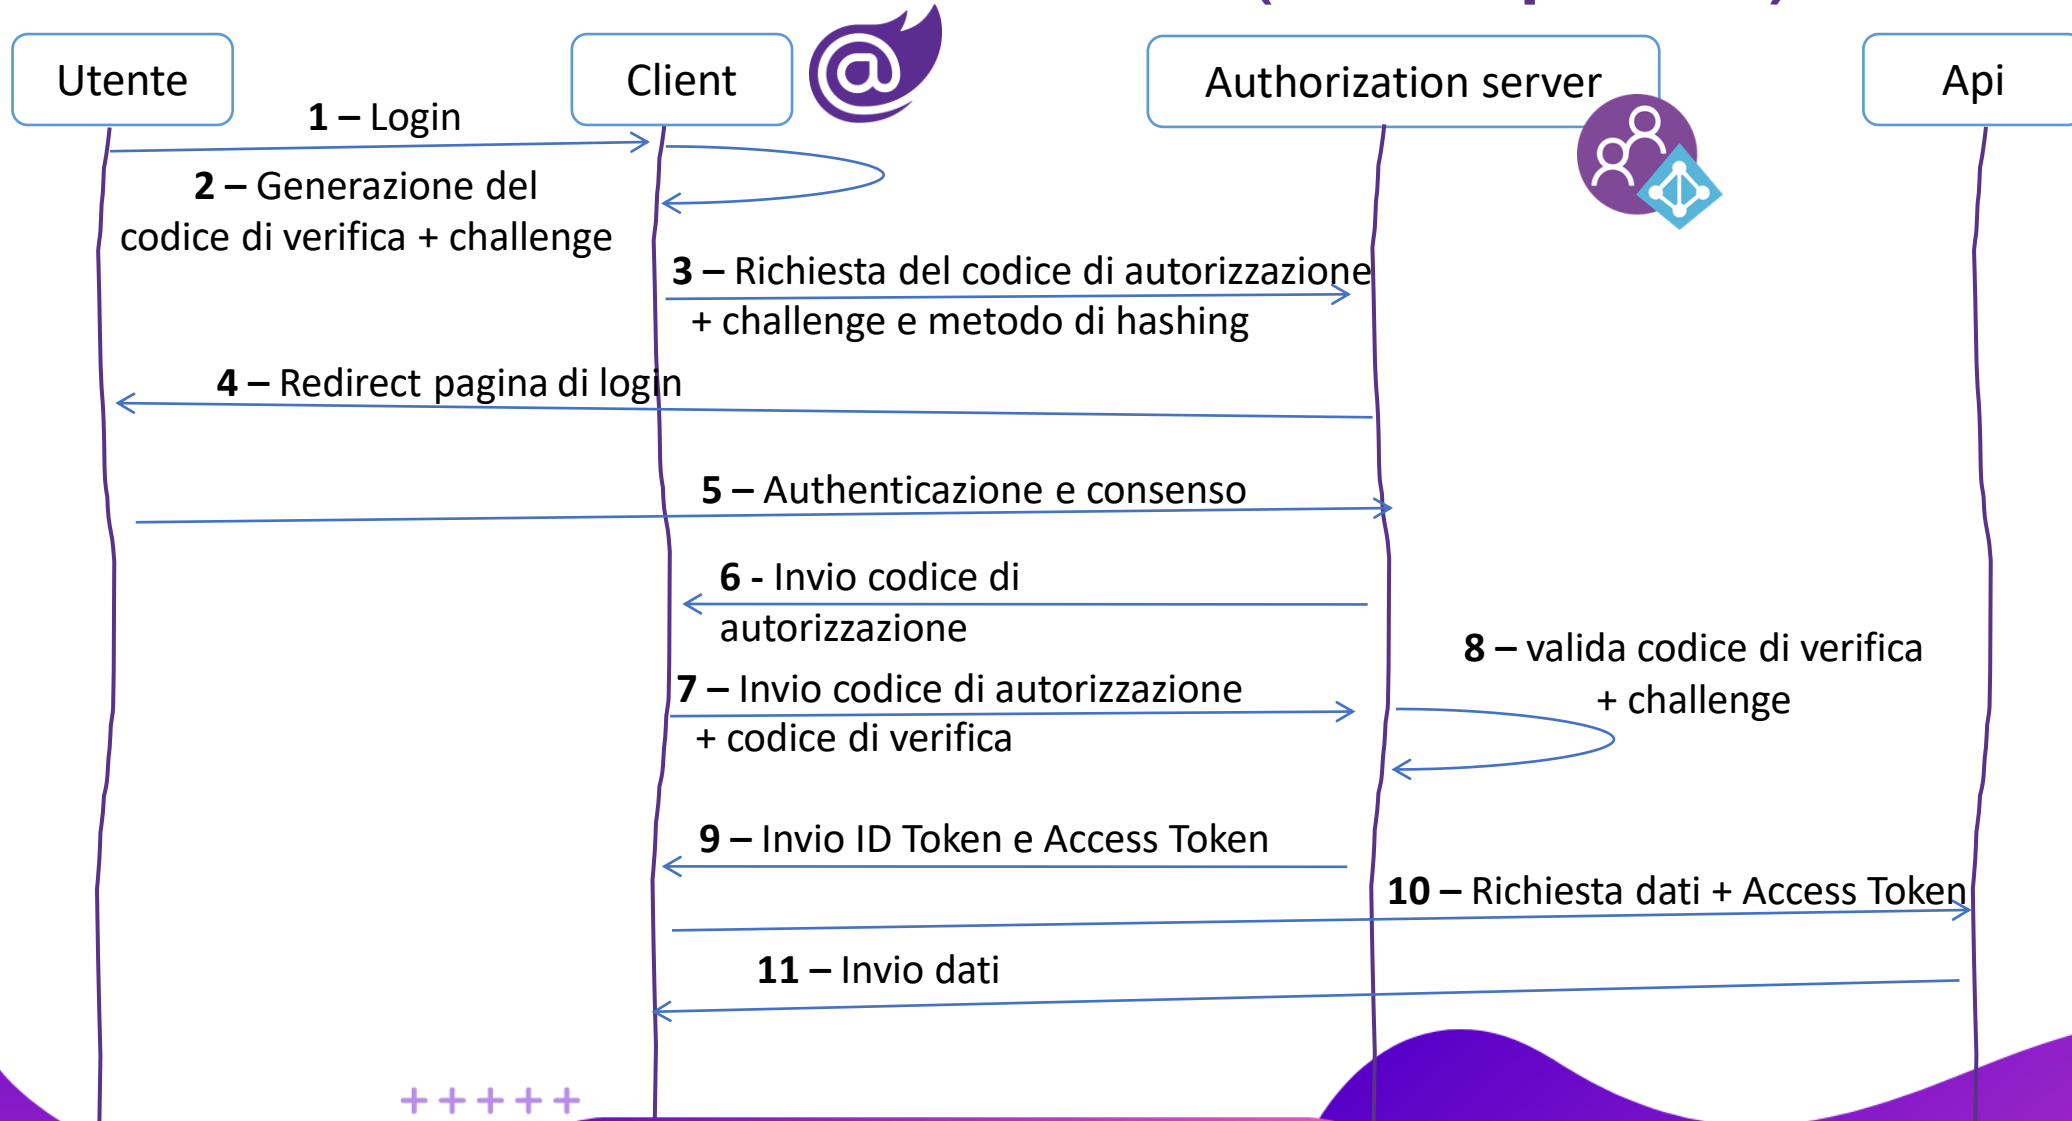 Utente
Client
Authorization server
Api
1 – Login
2 – Generazione del
codice di verifica + challenge
3 – Richiesta del codice di autorizzazione
+ challenge e metodo di hashing
4 – Redirect pagina di login
5 – Authenticazione e consenso
6 - Invio codice di
autorizzazione
7 – Invio codice di autorizzazione
+ codice di verifica
8 – valida codice di verifica
+ challenge
9 – Invio ID Token e Access Token
10 – Richiesta dati + Access Token
11 – Invio dati